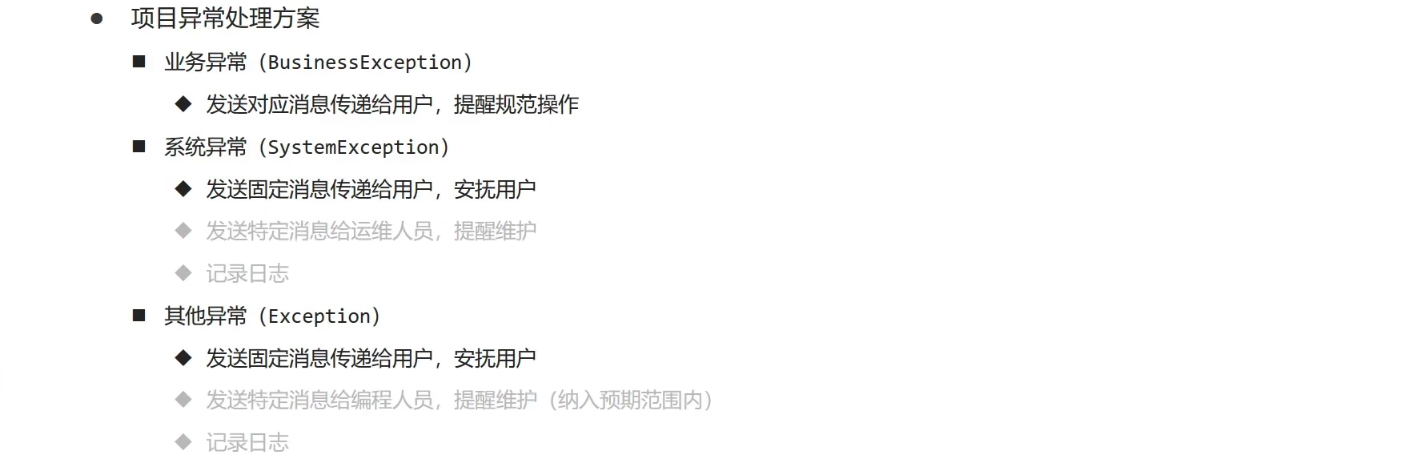 ● 项目异常处理方案
■ 业务异常（BusinessException）
◆ 发送对应消息传递给用户，提醒规范操作
■ 系统异常（SystemException）
◆ 发送固定消息传递给用户，安抚用户
◆ 发送特定消息给运维人员，提醒维护
◆ 记录日志
■ 其他异常（Exception）
◆ 发送固定消息传递给用户，安抚用户
◆ 发送特定消息给编程人员，提醒维护（纳入预期范围内）
◆ 记录日志